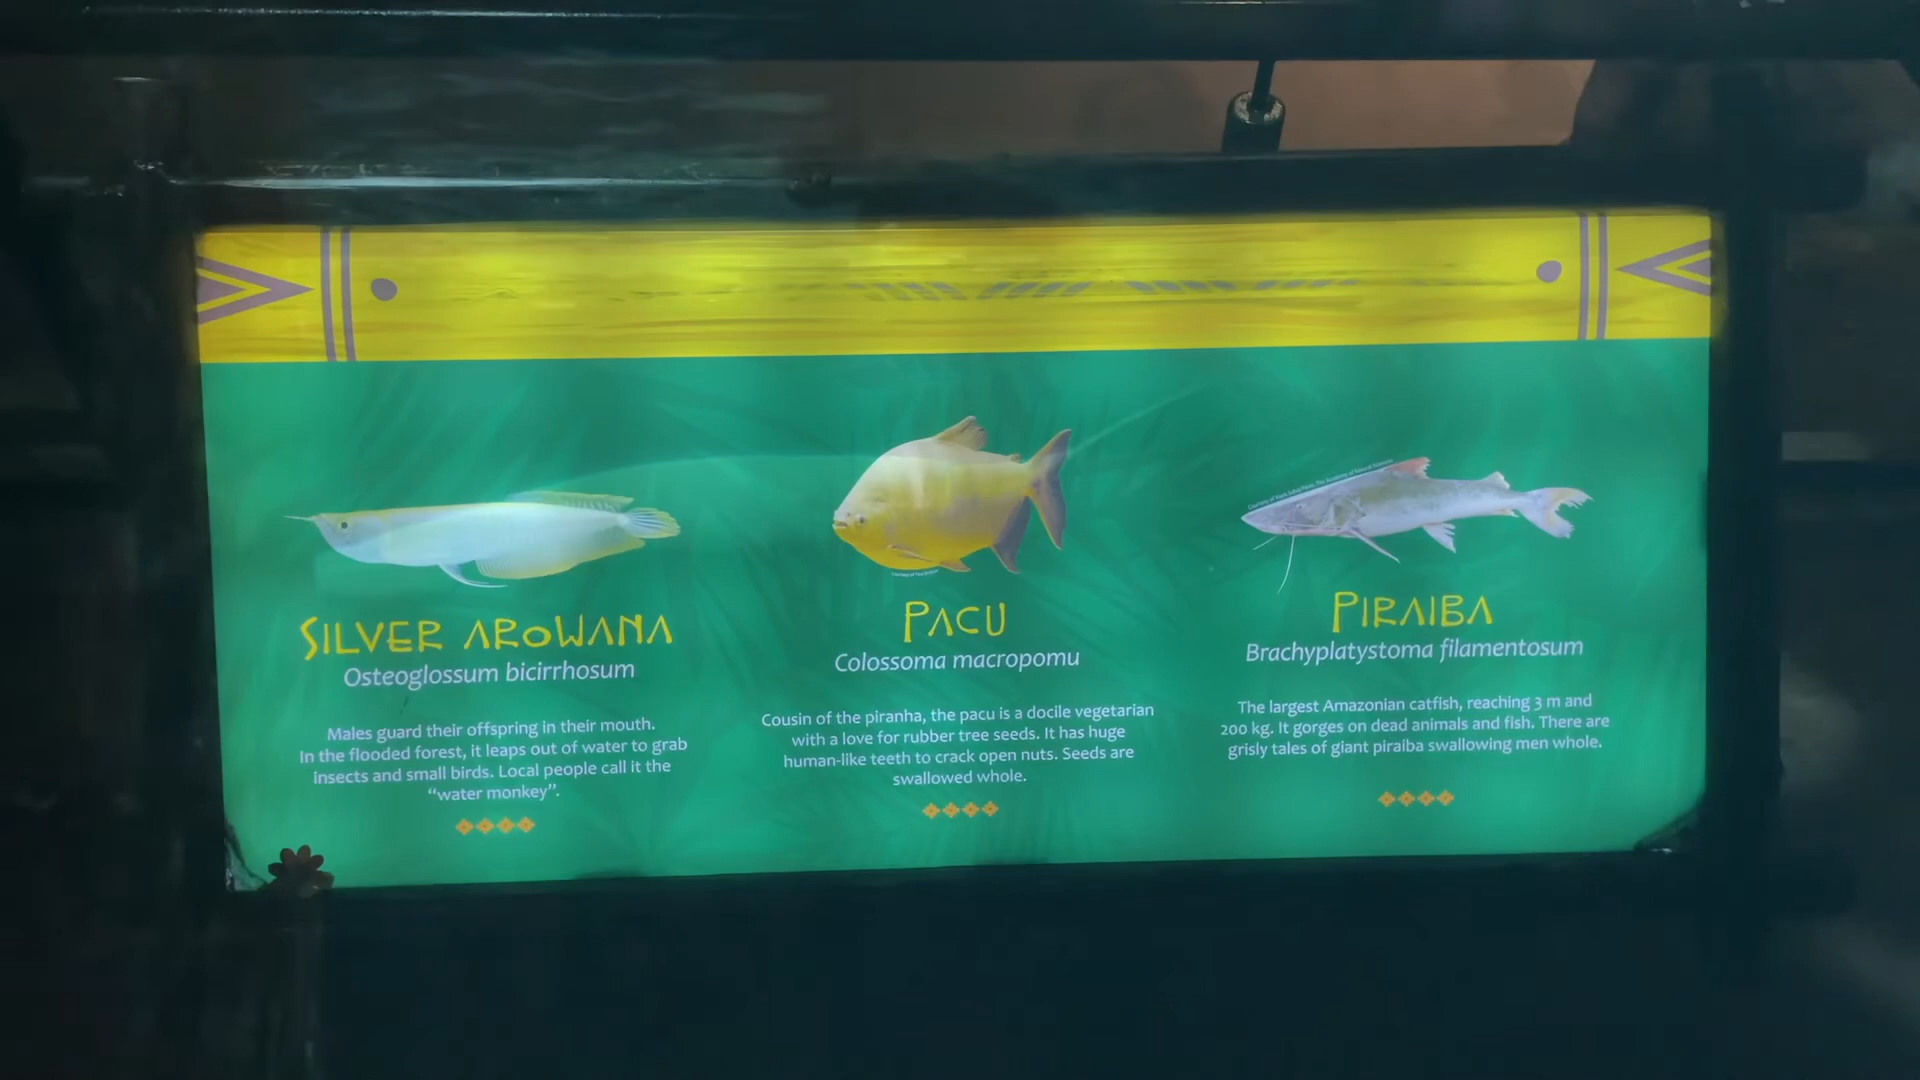 SILVER AROWANA
Osteoglossum bicirrhosum
Males guard their offspring in their mouth.
In the flooded forest, it leaps out of water to grab
insects and small birds. Local people call it the
“water monkey”.
PACU
Colossoma macropomu
Cousin of the piranha, the pacu is a docile vegetarian
with a love for rubber tree seeds. It has huge
human-like teeth to crack open nuts. Seeds are
swallowed whole.
PIRAIBA
Brachyplatystoma filamentosum
The largest Amazonian catfish, reaching 3 m and
200 kg. It gorges on dead animals and fish. There are
grisly tales of giant piraiba swallowing men whole.